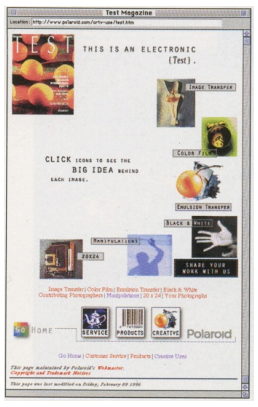 Test Magazine
Location: http://www.polaroid.com/arts-use/test.htm
TEST
THIS IS AN ELECTRONIC
(Test).
IMAGE TRANSFER
COLOR FILM
CLICK ICONS TO SEE THE
BIG IDEA BEHIND
EACH IMAGE.
EMULSION TRANSFER
BLACK & WHITE
MANIPULATIONS
20X24
SHARE YOUR
WORK WITH US
Image Transfer | Color Film | Emulsion Transfer | Black & White
Contributing Photographers | Manipulations | 20 x 24 | Your Photographs
Go HOME
SERVICE
PRODUCTS
CREATIVE
Polaroid
Go Home | Customer Service | Products | Creative Uses
This page maintained by Polaroid's Webmaster.
Copyright and Trademark Notices
This page was last modified on Friday, February 09 1996